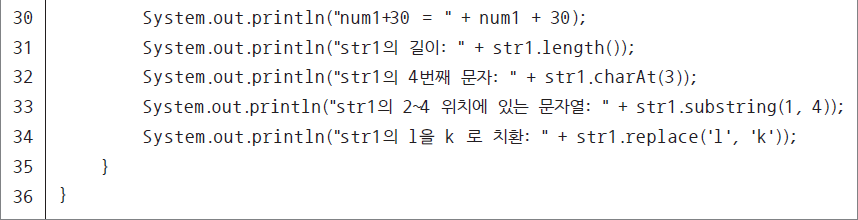 30 System.out.println("num1+30 = " + num1 + 30);
31 System.out.println("str1의 길이: " + str1.length());
32 System.out.println("str1의 4번째 문자: " + str1.charAt(3));
33 System.out.println("str1의 2~4 위치에 있는 문자열: " + str1.substring(1, 4));
34 System.out.println("str1의 l을 k 로 치환: " + str1.replace('l', 'k'));
35 }
36 }